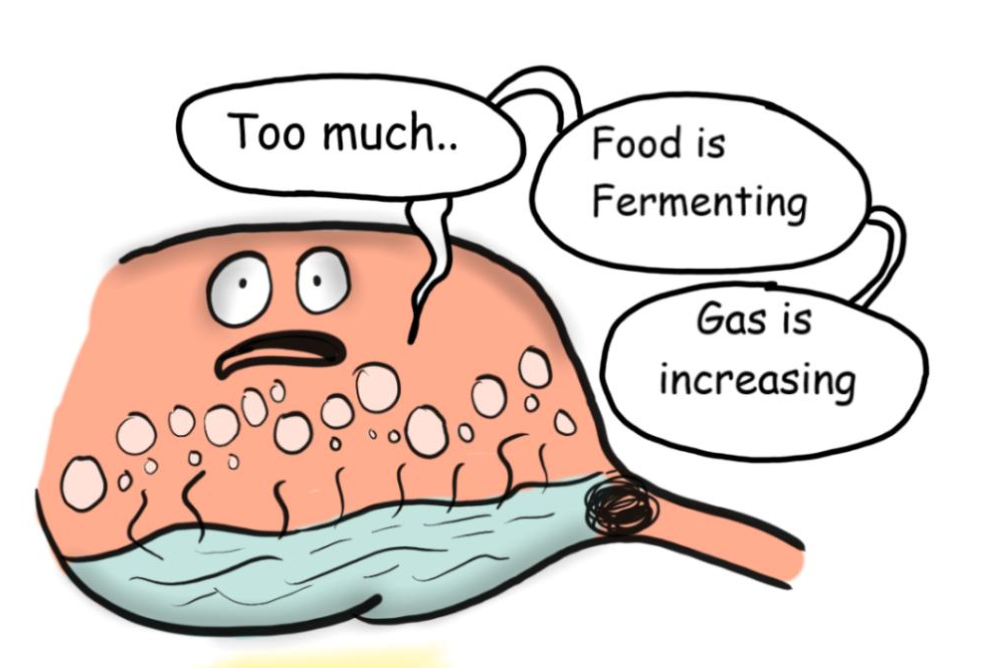 Too much..
Food is
Fermenting
Gas is
increasing